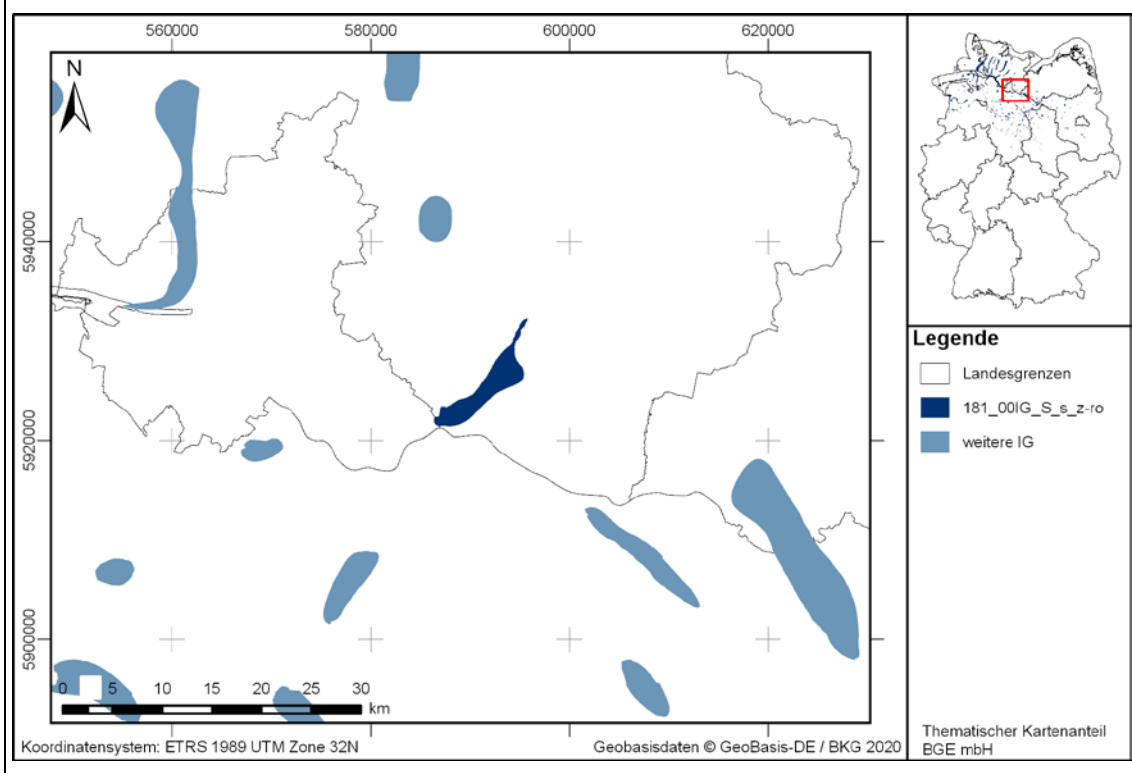 560000
580000
600000
620000
N
5940000
5920000
5900000
0 5 10 15 20 25 30
km
Koordinatensystem: ETRS 1989 UTM Zone 32N
Geobasisdaten © GeoBasis-DE / BKG 2020
Legende
Landesgrenzen
181_00IG_S_s_z-ro
weitere IG
Thematischer Kartenanteil
BGE mbH